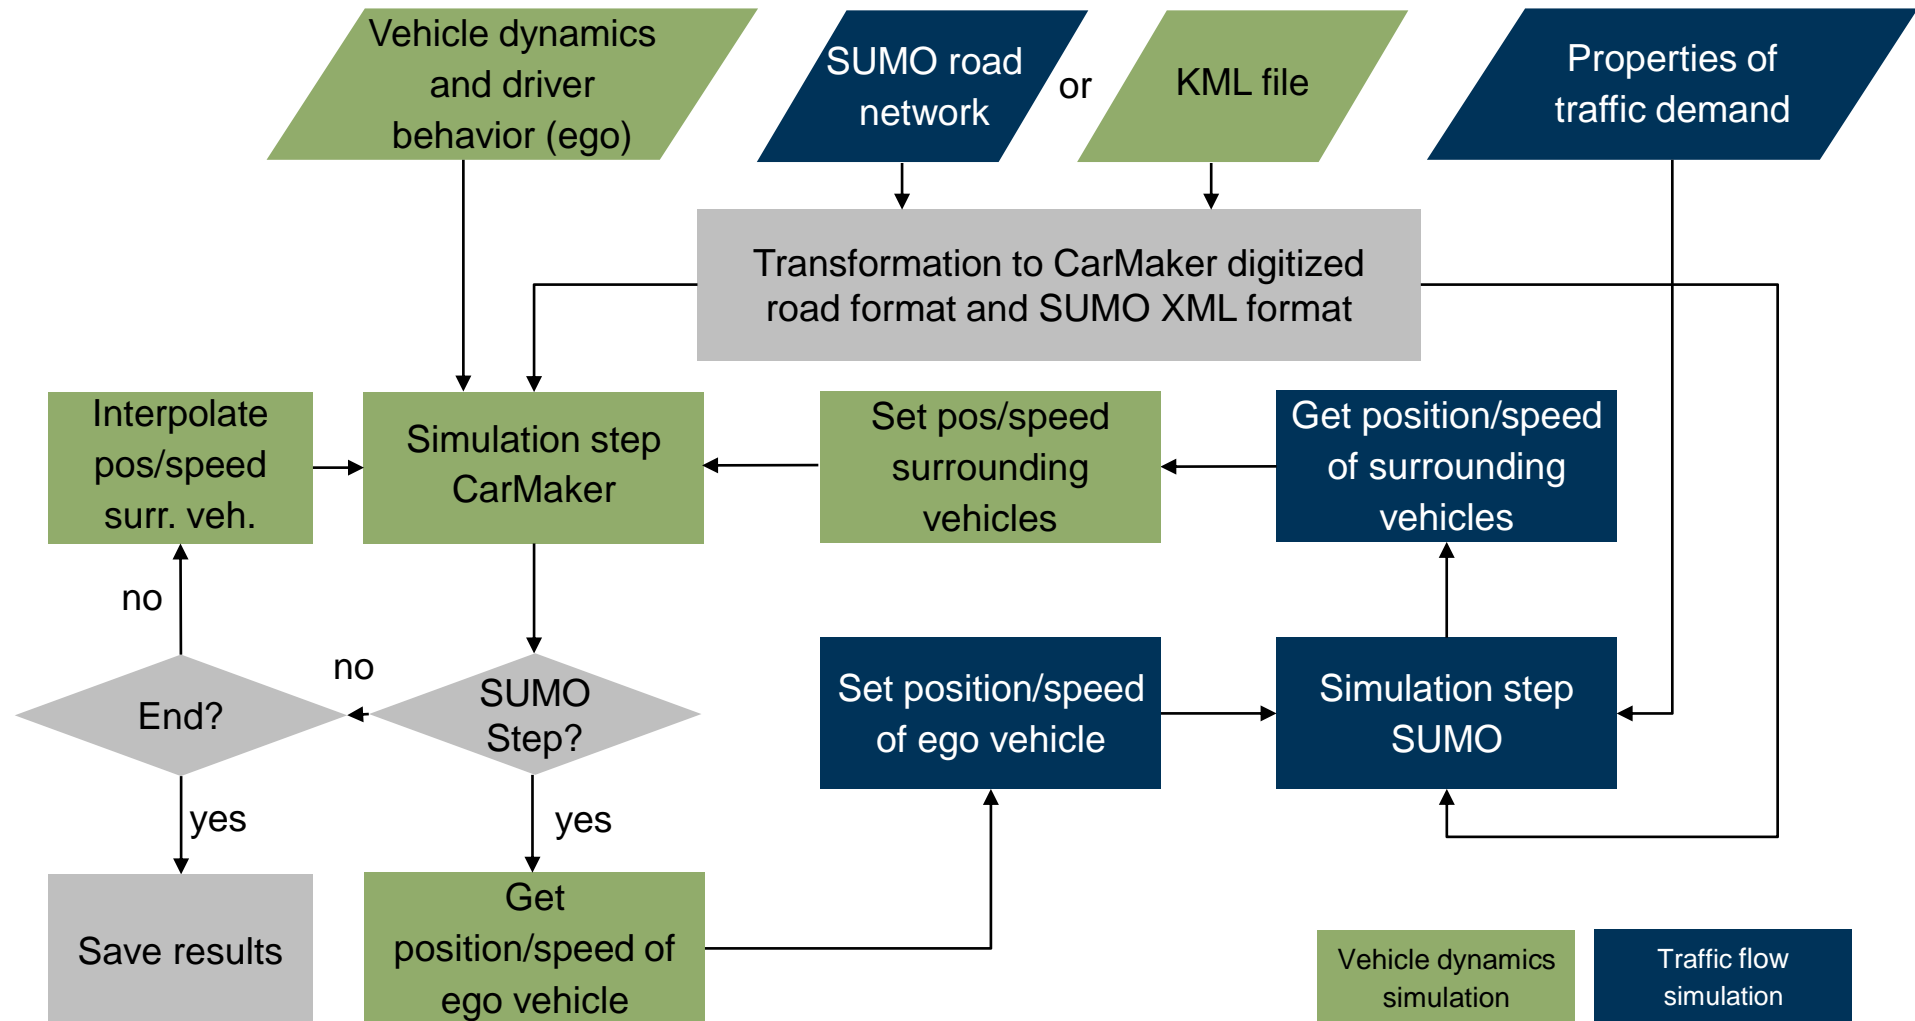 Vehicle dynamics
and driver
behavior (ego)
SUMO road
network
or
KML file
Properties of
traffic demand
Transformation to CarMaker digitized
road format and SUMO XML format
Interpolate
pos/speed
surr. veh.
Simulation step
CarMaker
Set pos/speed
surrounding
vehicles
Get position/speed
of surrounding
vehicles
no
no
End?
SUMO
Step?
Set position/speed
of ego vehicle
Simulation step
SUMO
yes
yes
Save results
Get
position/speed of
ego vehicle
Vehicle dynamics
simulation
Traffic flow
simulation